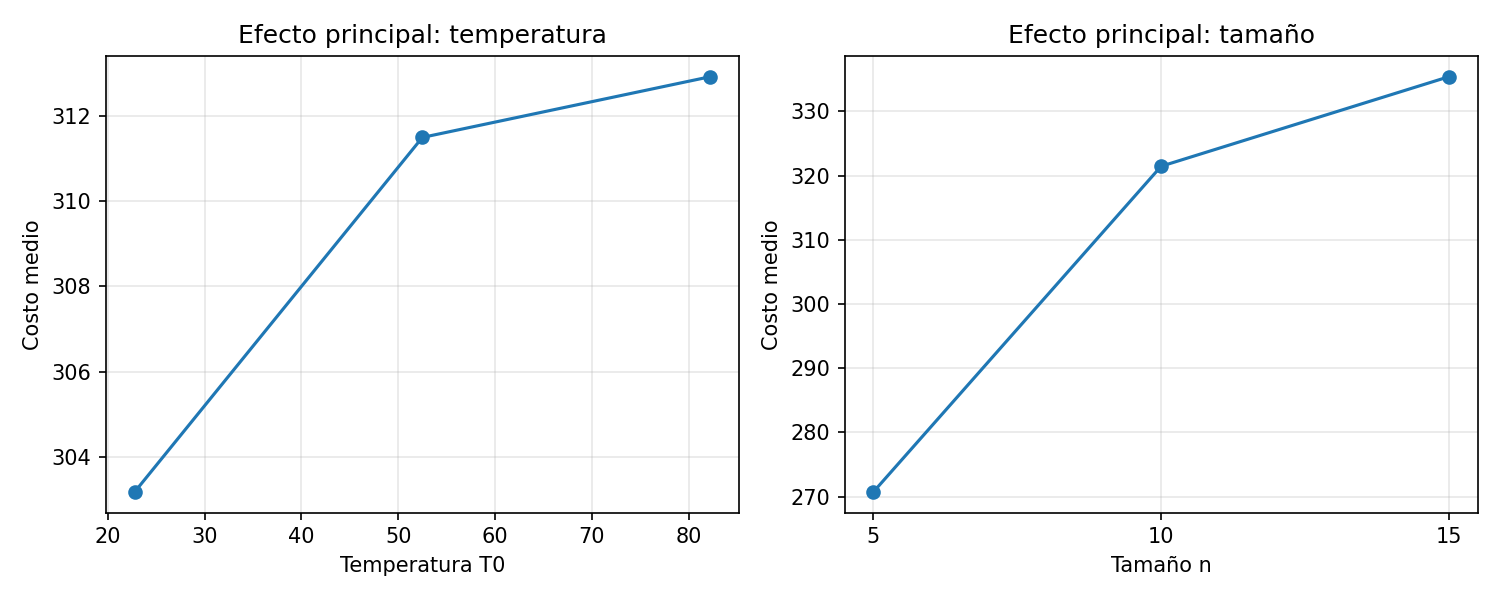 Efecto principal: temperatura
Costo medio
312
310
308
306
304
20 30 40 50 60 70 80
Temperatura T0
Efecto principal: tamaño
Costo medio
330
320
310
300
290
280
270
5 10 15
Tamaño n